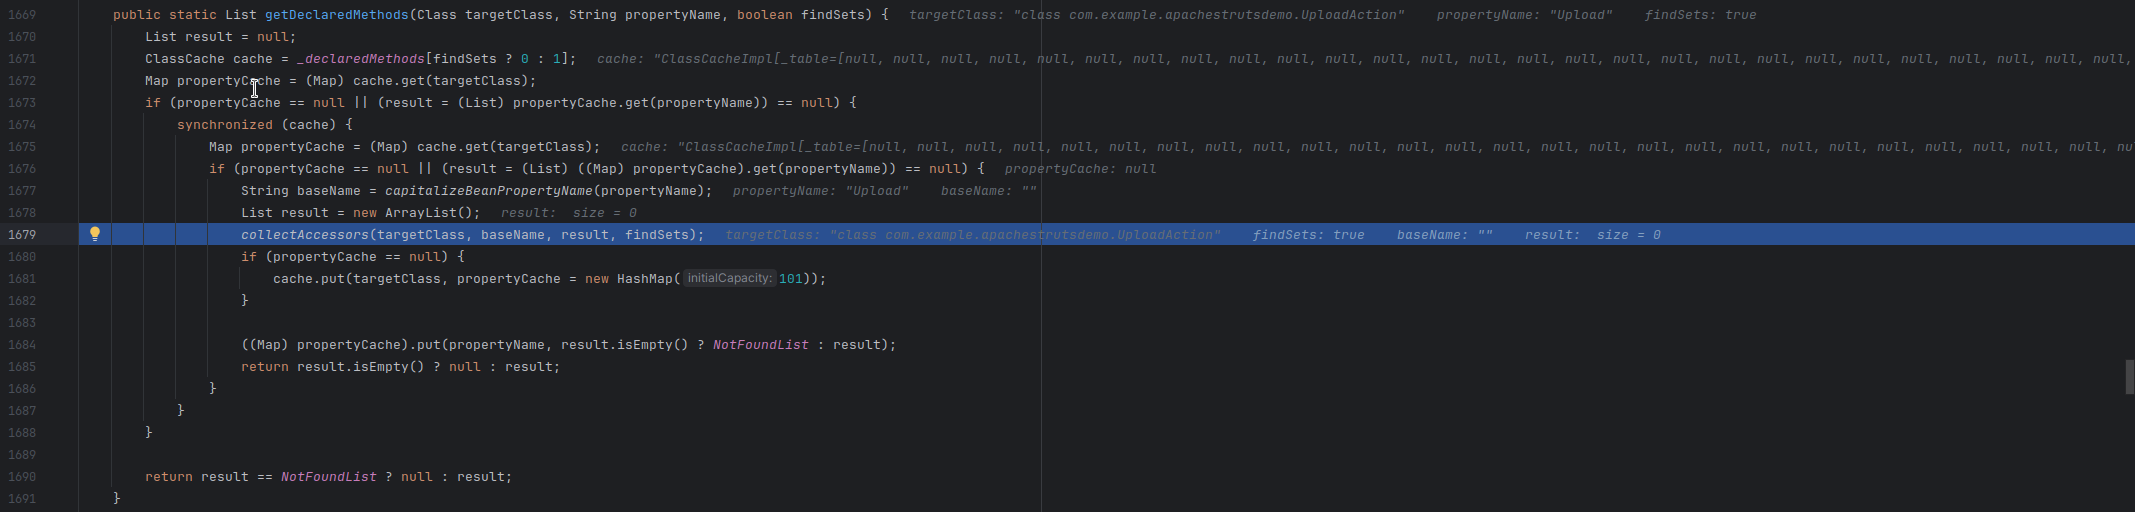 1669 public static List getDeclaredMethods(Class targetClass, String propertyName, boolean findSets) { targetClass: "class com.example.apachestrutsdemo.UploadAction" propertyName: "Upload" findSets: true
1670 List result = null;
1671 ClassCache cache = _declaredMethods[findSets ? 0 : 1]; cache: "ClassCacheImpl[_table=[null, null, null, null, null, null, null, null, null, null, null, null, null, null, null, null, null, null, null, null, null, null, null, null, null, null, null,
1672 Map propertyCache = (Map) cache.get(targetClass);
1673 if (propertyCache == null || (result = (List) propertyCache.get(propertyName)) == null) {
1674 synchronized (cache) {
1675 Map propertyCache = (Map) cache.get(targetClass); cache: "ClassCacheImpl[_table=[null, null, null, null, null, null, null, null, null, null, null, null, null, null, null, null, null, null, null, null, null, null, null, null, null, null, nu
1676 if (propertyCache == null || (result = (List) ((Map) propertyCache).get(propertyName)) == null) { propertyCache: null
1677 String baseName = capitalizeBeanPropertyName(propertyName); propertyName: "Upload" baseName: ""
1678 List result = new ArrayList(); result: size = 0
1679 collectAccessors(targetClass, baseName, result, findSets); targetClass: "class com.example.apachestrutsdemo.UploadAction" findSets: true baseName: "" result: size = 0
1680 if (propertyCache == null) {
1681 cache.put(targetClass, propertyCache = new HashMap( initialCapacity: 101));
1682 }
1683
1684 ((Map) propertyCache).put(propertyName, result.isEmpty() ? NotFoundList : result);
1685 return result.isEmpty() ? null : result;
1686 }
1687 }
1688 }
1689
1690 return result == NotFoundList ? null : result;
1691 }